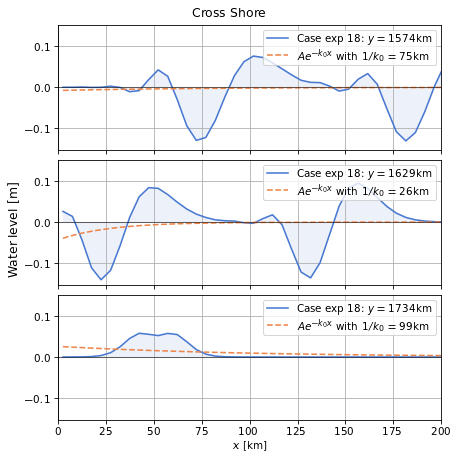 Cross Shore
0.1
0.0
−0.1
Case exp 18: y = 1574km
Ae^{−k₀x} with 1/k₀ = 75km
Water level [m]
0.1
0.0
−0.1
Case exp 18: y = 1629km
Ae^{−k₀x} with 1/k₀ = 26km
0.1
0.0
−0.1
Case exp 18: y = 1734km
Ae^{−k₀x} with 1/k₀ = 99km
0 25 50 75 100 125 150 175 200
x [km]